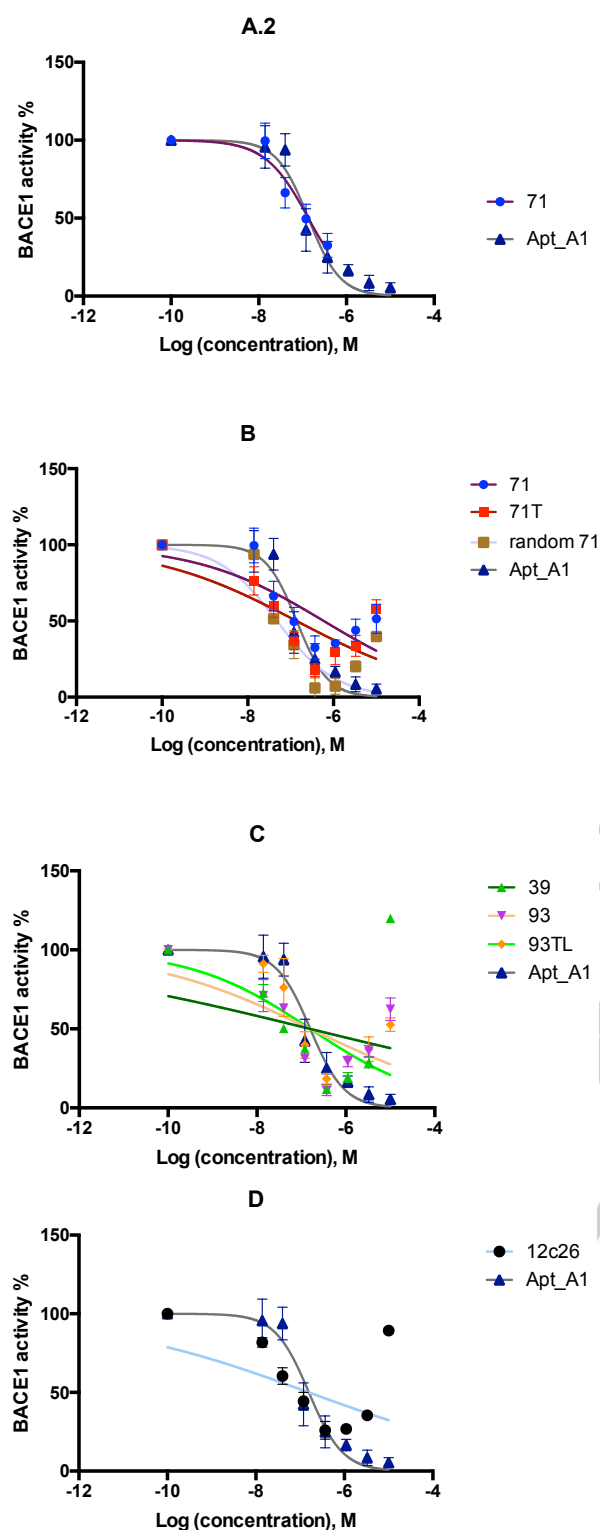 A.2
150
100
50
0
BACE1 activity %
-12 -10 -8 -6 -4
Log (concentration), M
71
Apt_A1
B
150
100
50
0
BACE1 activity %
-12 -10 -8 -6 -4
Log (concentration), M
71
71T
random 71
Apt_A1
C
150
100
50
0
BACE1 activity %
-12 -10 -8 -6 -4
Log (concentration), M
39
93
93TL
Apt_A1
D
150
100
50
0
BACE1 activity %
-12 -10 -8 -6 -4
Log (concentration), M
12c26
Apt_A1